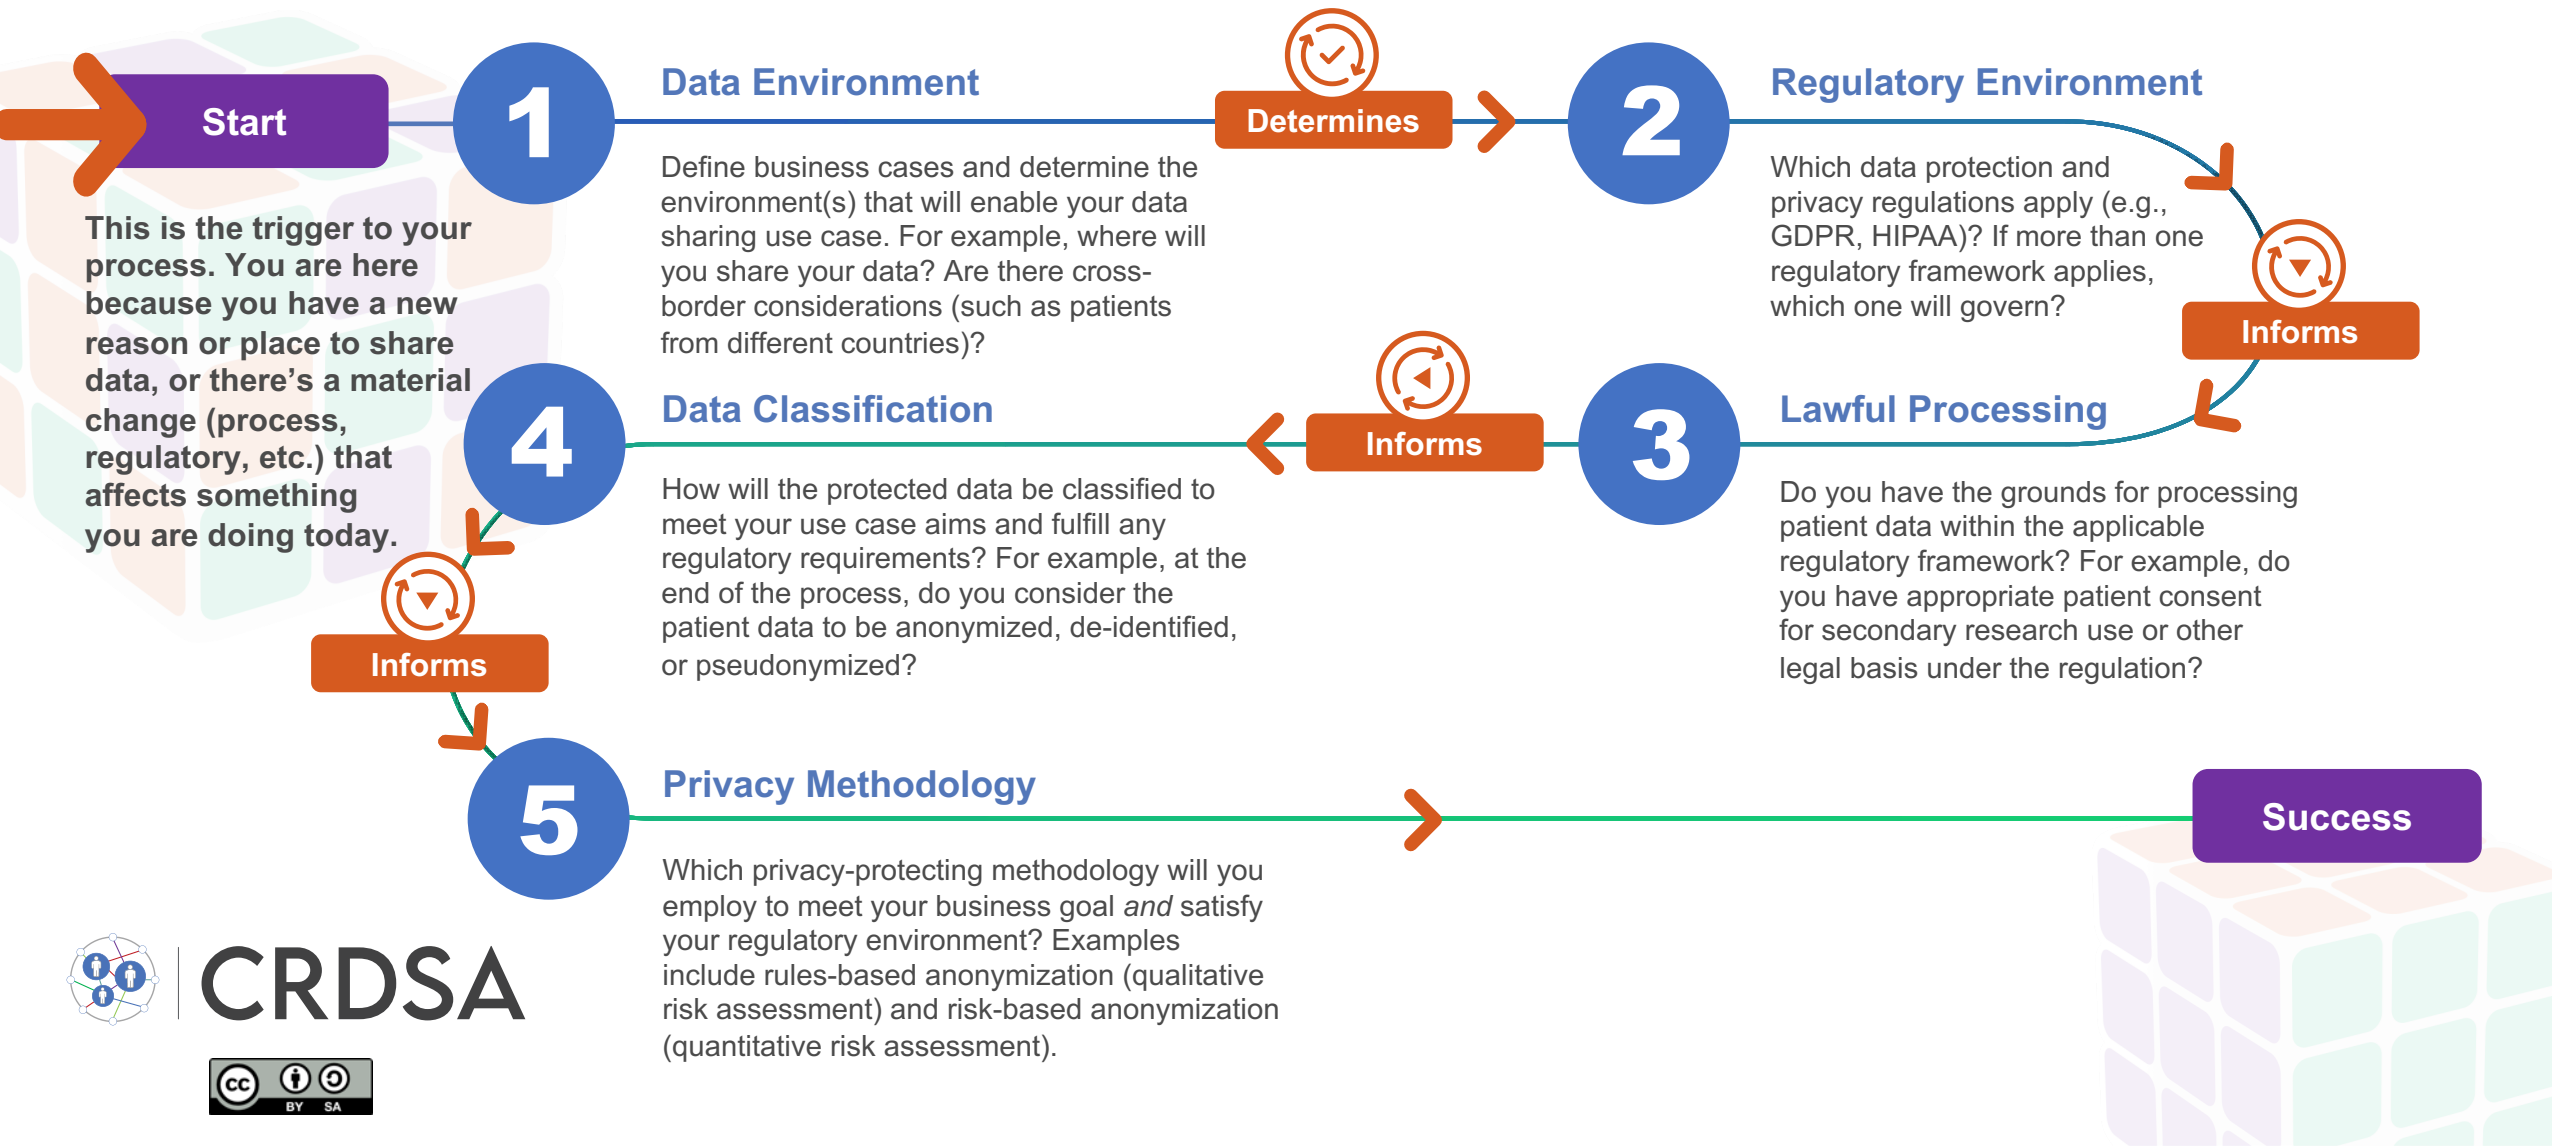 Start
This is the trigger to your
process. You are here
because you have a new
reason or place to share
data, or there’s a material
change (process,
regulatory, etc.) that
affects something
you are doing today.
1
Data Environment
Define business cases and determine the
environment(s) that will enable your data
sharing use case. For example, where will
you share your data? Are there cross-
border considerations (such as patients
from different countries)?
Determines
2
Regulatory Environment
Which data protection and
privacy regulations apply (e.g.,
GDPR, HIPAA)? If more than one
regulatory framework applies,
which one will govern?
Informs
3
Lawful Processing
Do you have the grounds for processing
patient data within the applicable
regulatory framework? For example, do
you have appropriate patient consent
for secondary research use or other
legal basis under the regulation?
Informs
4
Data Classification
How will the protected data be classified to
meet your use case aims and fulfill any
regulatory requirements? For example, at the
end of the process, do you consider the
patient data to be anonymized, de-identified,
or pseudonymized?
Informs
5
Privacy Methodology
Which privacy-protecting methodology will you
employ to meet your business goal and satisfy
your regulatory environment? Examples
include rules-based anonymization (qualitative
risk assessment) and risk-based anonymization
(quantitative risk assessment).
Success
CRDSA
cc
BY SA